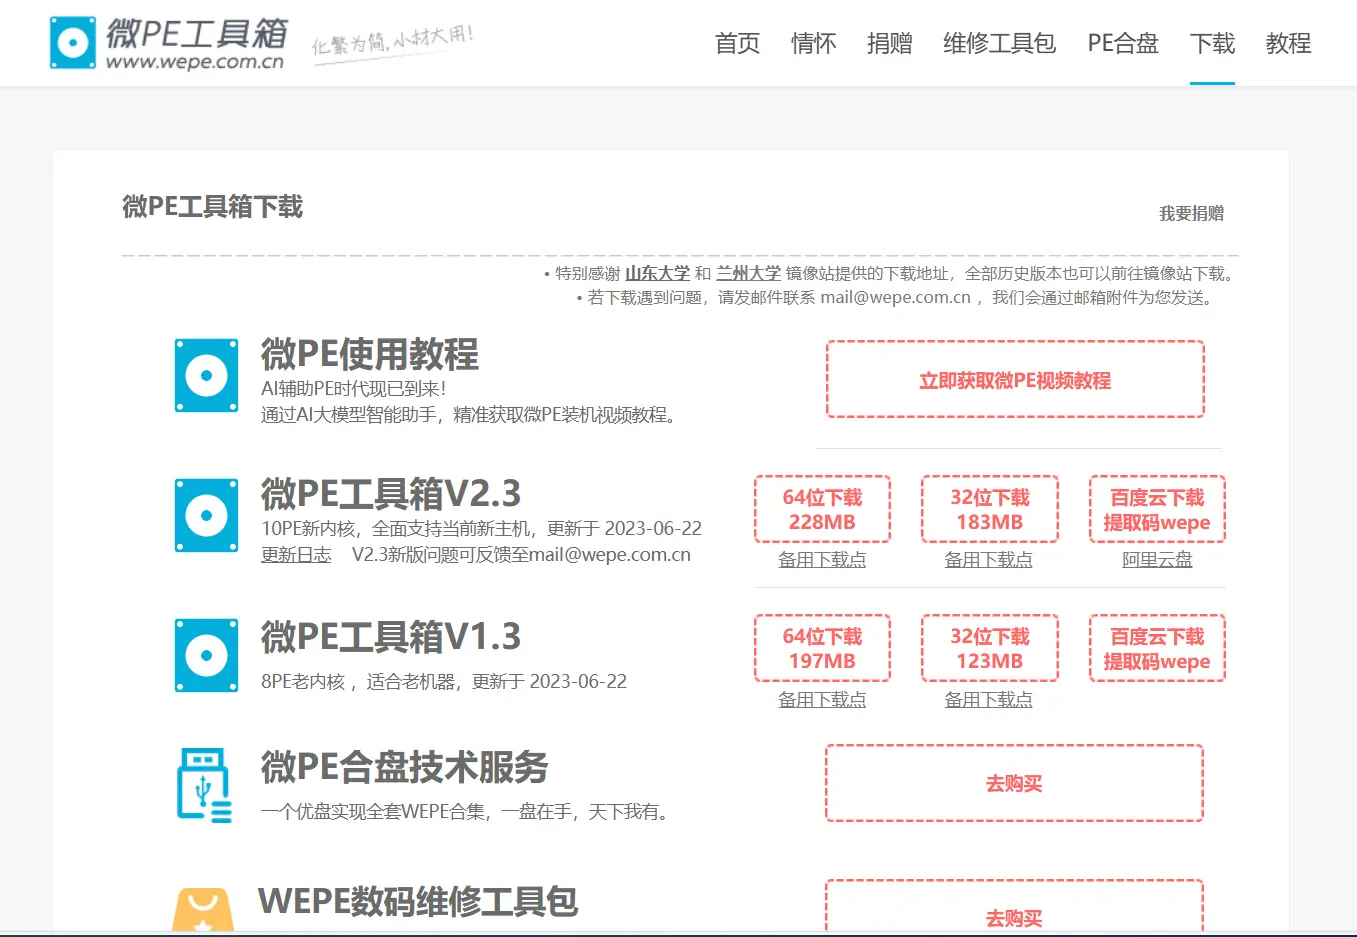 微PE工具箱
www.wepe.com.cn
化繁为简,小材大用!
首页 情怀 捐赠 维修工具包 PE合盘 下载 教程
微PE工具箱下载
我要捐赠
• 特别感谢 山东大学 和 兰州大学 镜像站提供的下载地址，全部历史版本也可以前往镜像站下载。
• 若下载遇到问题，请发邮件联系 mail@wepe.com.cn ，我们会通过邮箱附件为您发送。
微PE使用教程
AI辅助PE时代现已到来！
通过AI大模型智能助手，精准获取微PE装机视频教程。
立即获取微PE视频教程
微PE工具箱V2.3
10PE新内核，全面支持当前新主机，更新于 2023-06-22
更新日志 V2.3新版问题可反馈至mail@wepe.com.cn
64位下载
228MB
备用下载点
32位下载
183MB
备用下载点
百度云下载
提取码wepe
阿里云盘
微PE工具箱V1.3
8PE老内核 ，适合老机器，更新于 2023-06-22
64位下载
197MB
备用下载点
32位下载
123MB
备用下载点
百度云下载
提取码wepe
微PE合盘技术服务
一个优盘实现全套WEPE合集，一盘在手，天下我有。
去购买
WEPE数码维修工具包
去购买